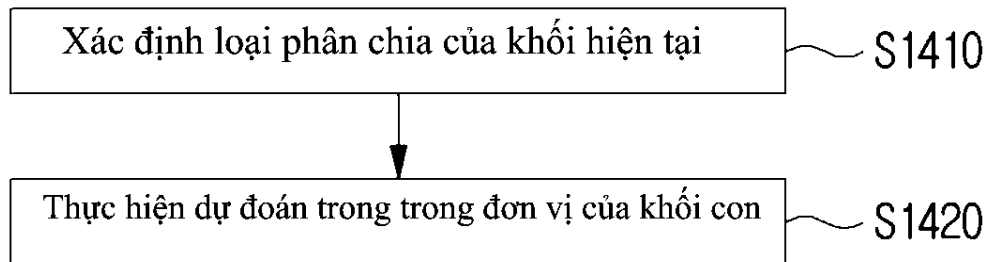 Xác định loại phân chia của khối hiện tại
S1410
Thực hiện dự đoán trong trong đơn vị của khối con
S1420